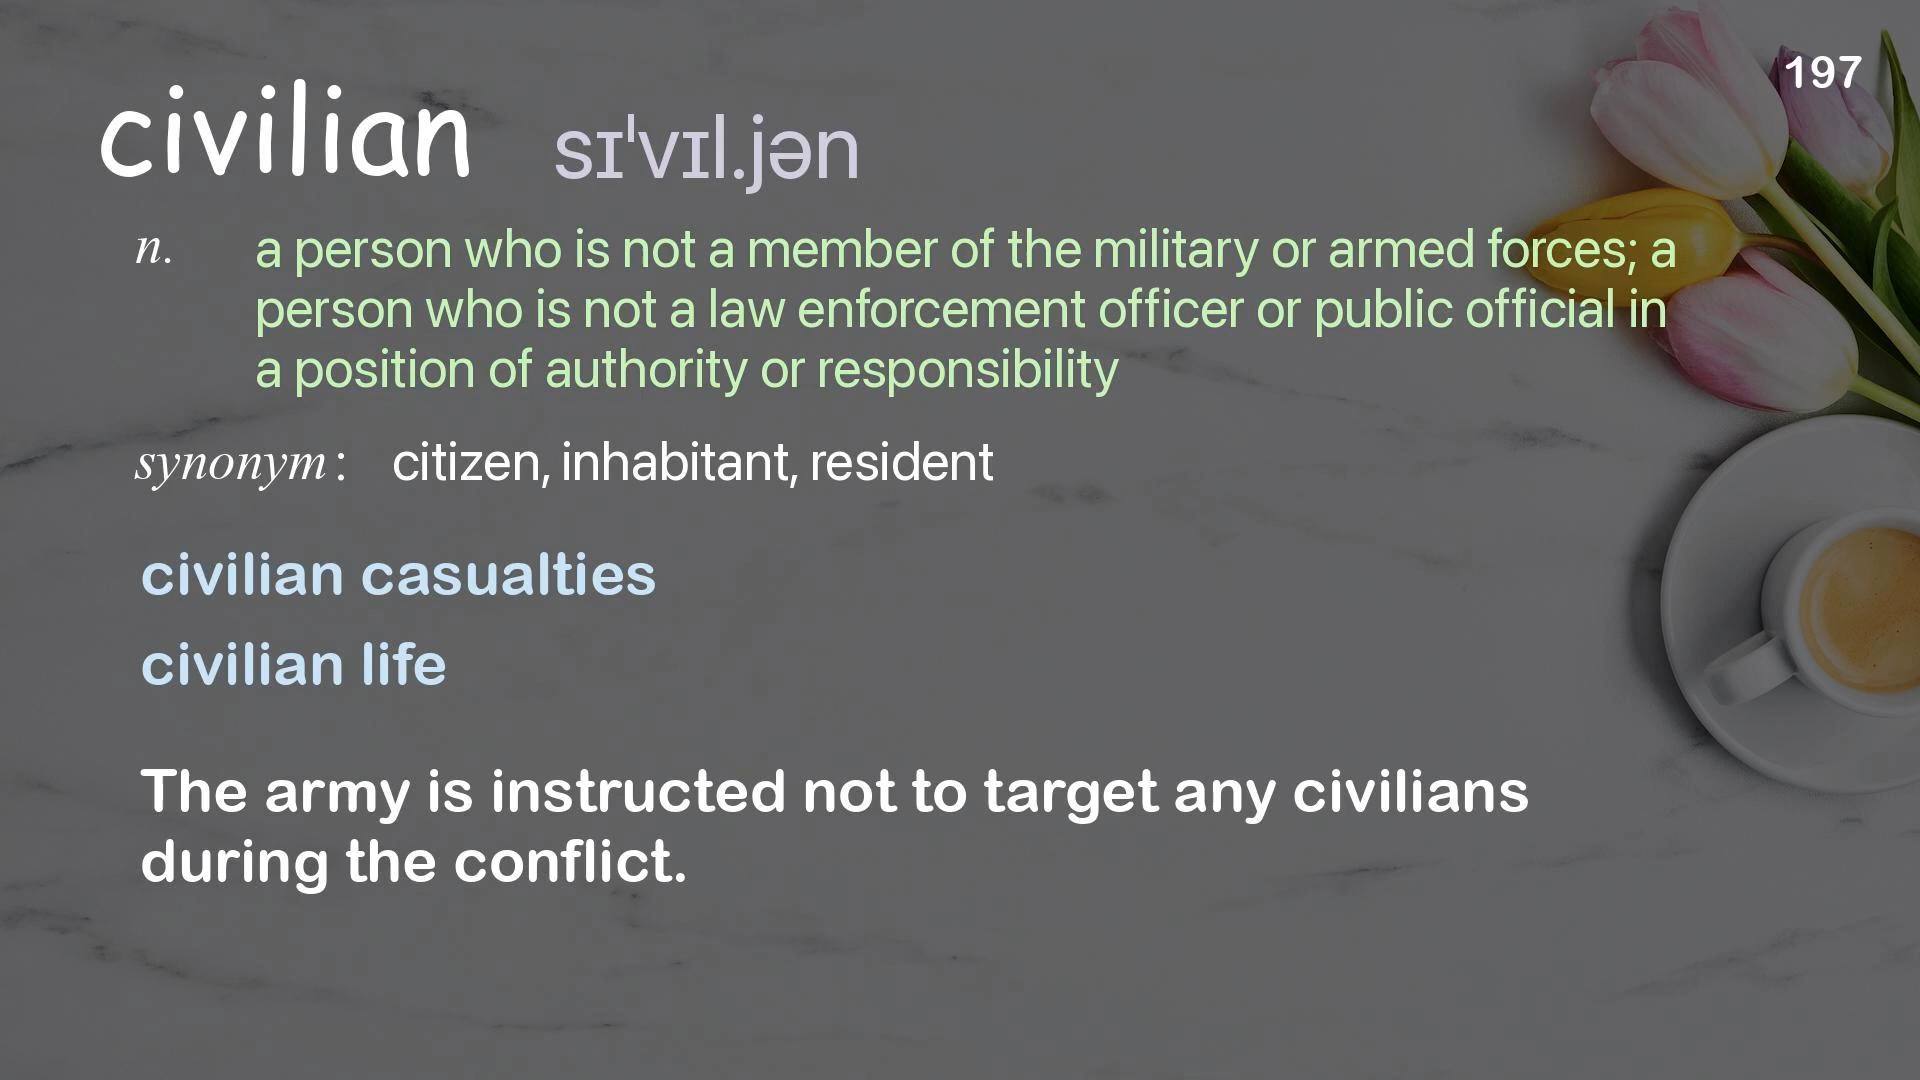 197
civilian sɪˈvɪl.jən
n. a person who is not a member of the military or armed forces; a
person who is not a law enforcement officer or public official in
a position of authority or responsibility
synonym: citizen, inhabitant, resident
civilian casualties
civilian life
The army is instructed not to target any civilians
during the conflict.